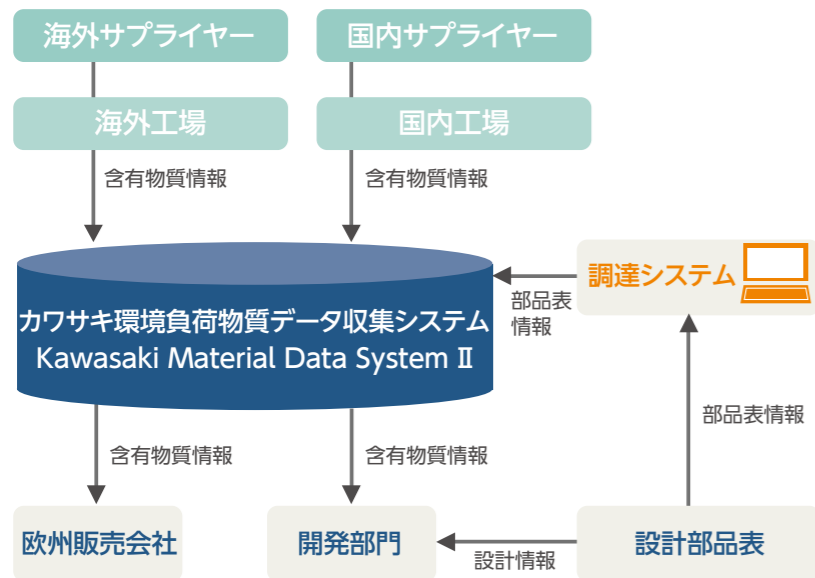 海外サプライヤー
国内サプライヤー
海外工場
国内工場
含有物質情報
含有物質情報
調達システム
部品表
情報
カワサキ環境負荷物質データ収集システム
Kawasaki Material Data System Ⅱ
部品表情報
含有物質情報
含有物質情報
欧州販売会社
開発部門
設計情報
設計部品表